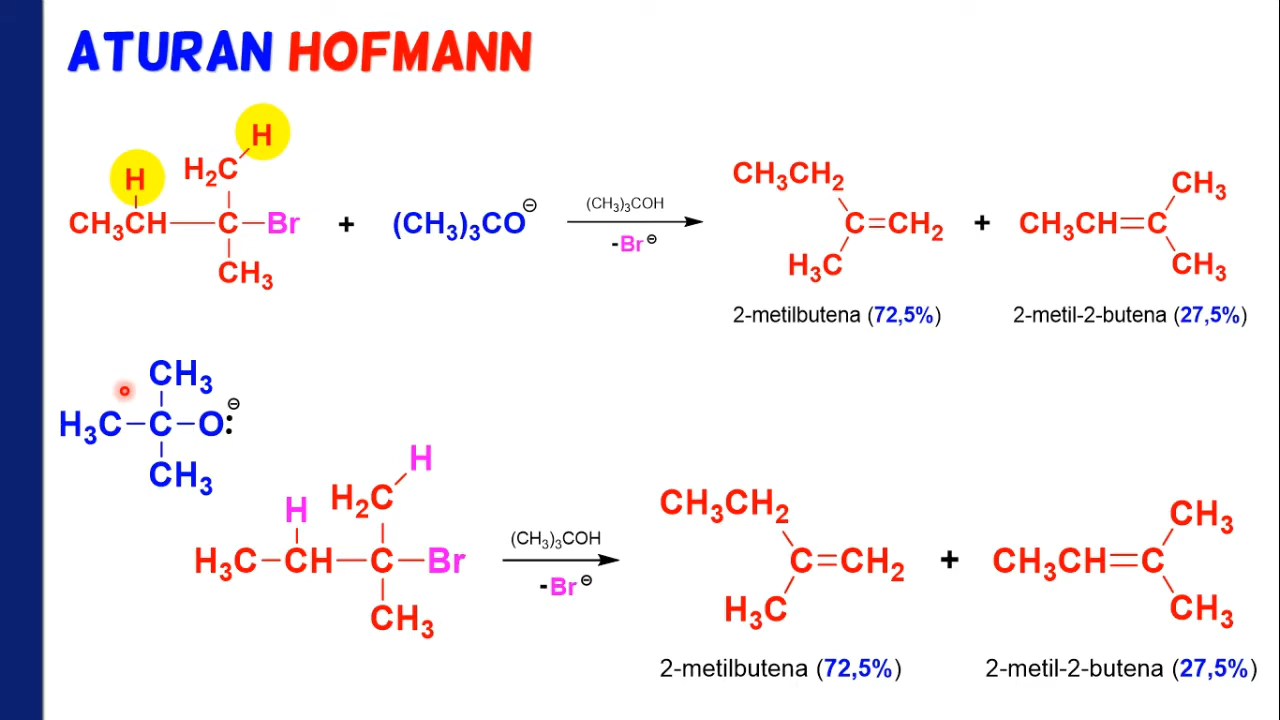 ATURAN HOFMANN
H
H
H₂C
CH₃CH
C
Br
CH₃
+
(CH₃)₃CO⊖
(CH₃)₃COH
-Br⊖
CH₃CH₂
C=CH₂
H₃C
2-metilbutena (72,5%)
+
CH₃
CH₃CH=C
CH₃
2-metil-2-butena (27,5%)
CH₃
H₃C-C-O:⊖
CH₃
H
H
H₂C
H₃C-CH-C-Br
CH₃
(CH₃)₃COH
-Br⊖
CH₃CH₂
C=CH₂
H₃C
2-metilbutena (72,5%)
+
CH₃
CH₃CH=C
CH₃
2-metil-2-butena (27,5%)